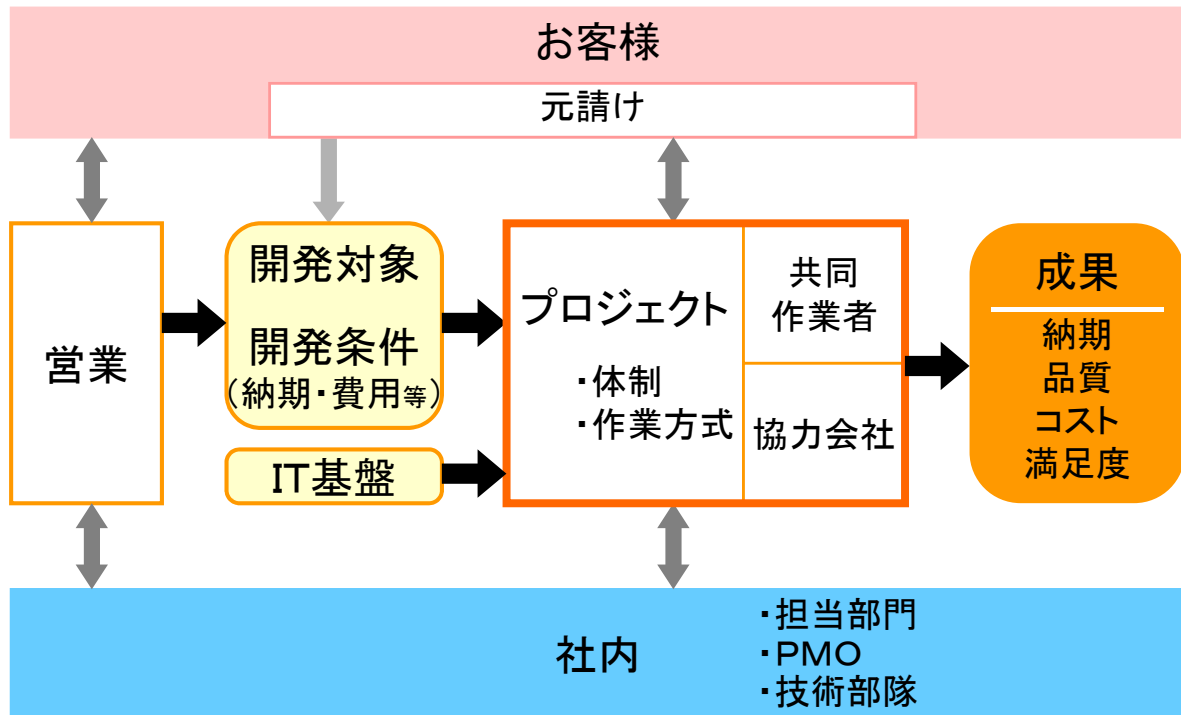 お客様
元請け
営業
開発対象
開発条件
(納期・費用等)
IT基盤
プロジェクト
・体制
・作業方式
共同
作業者
協力会社
成果
納期
品質
コスト
満足度
社内
・担当部門
・ＰＭＯ
・技術部隊